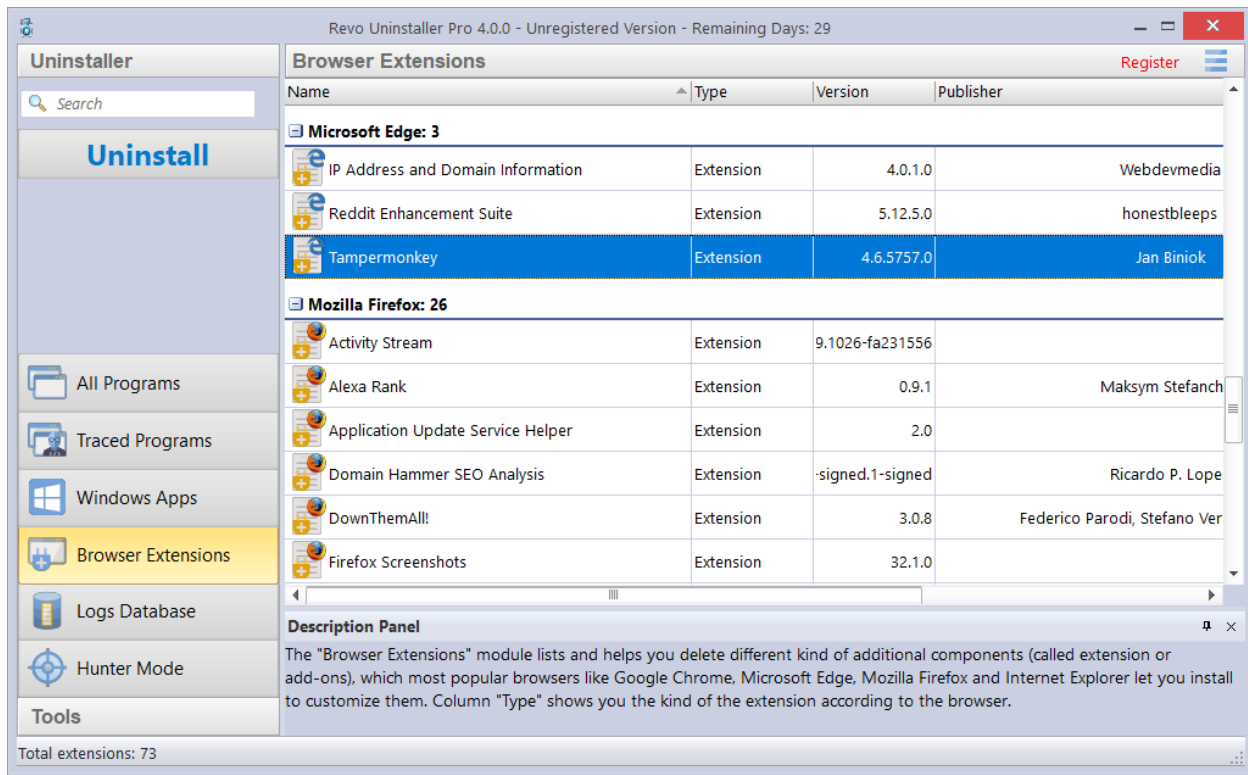 Revo Uninstaller Pro 4.0.0 - Unregistered Version - Remaining Days: 29
Uninstaller
Browser Extensions
Register
Search
Name Type Version Publisher
Uninstall
Microsoft Edge: 3
IP Address and Domain Information Extension 4.0.1.0 Webdevmedia
Reddit Enhancement Suite Extension 5.12.5.0 honestbleeps
Tampermonkey Extension 4.6.5757.0 Jan Biniok
Mozilla Firefox: 26
Activity Stream Extension 9.1026-fa231556
Alexa Rank Extension 0.9.1 Maksym Stefanch
Application Update Service Helper Extension 2.0
Domain Hammer SEO Analysis Extension -signed.1-signed Ricardo P. Lope
DownThemAll! Extension 3.0.8 Federico Parodi, Stefano Ver
Firefox Screenshots Extension 32.1.0
All Programs
Traced Programs
Windows Apps
Browser Extensions
Logs Database
Hunter Mode
Tools
Description Panel
The "Browser Extensions" module lists and helps you delete different kind of additional components (called extension or
add-ons), which most popular browsers like Google Chrome, Microsoft Edge, Mozilla Firefox and Internet Explorer let you install
to customize them. Column "Type" shows you the kind of the extension according to the browser.
Total extensions: 73